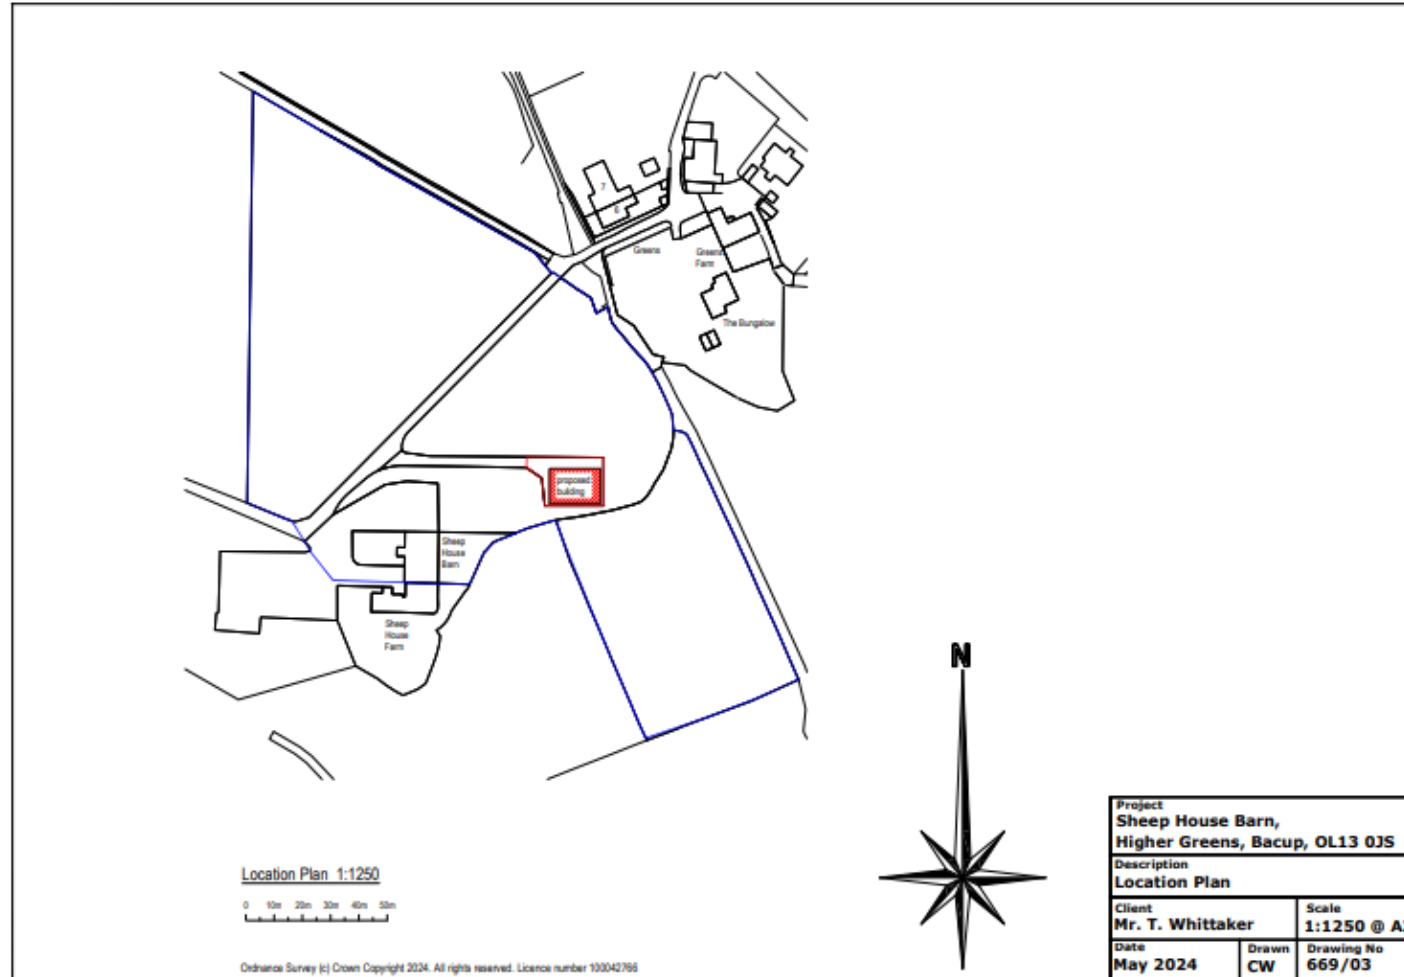 7
6
Greens
Greens
Farm
The Bungalow
proposed
building
Sheep
House
Barn
Sheep
House
Farm
N
Location Plan 1:1250
0 10m 20m 30m 40m 50m
Ordnance Survey (c) Crown Copyright 2024. All rights reserved. Licence number 100042766
Project
Sheep House Barn,
Higher Greens, Bacup, OL13 0JS
Description
Location Plan
Client
Mr. T. Whittaker
Scale
1:1250 @
Date
May 2024
Drawn
CW
Drawing No
669/03